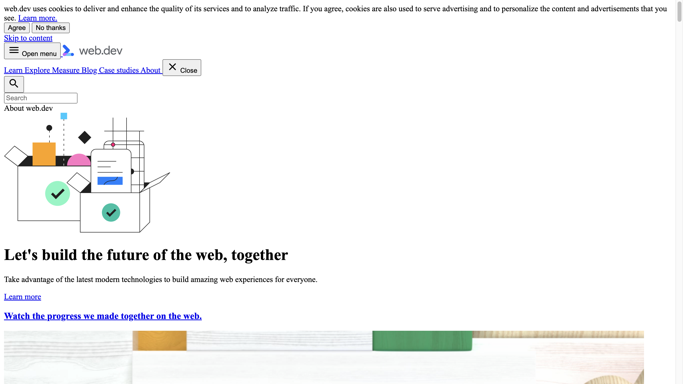 web.dev uses cookies to deliver and enhance the quality of its services and to analyze traffic. If you agree, cookies are also used to serve advertising and to personalize the content and advertisements that you
see. Learn more.
Agree No thanks
Skip to content
Open menu web.dev
Learn Explore Measure Blog Case studies About Close
Search
About web.dev
Let's build the future of the web, together
Take advantage of the latest modern technologies to build amazing web experiences for everyone.
Learn more
Watch the progress we made together on the web.